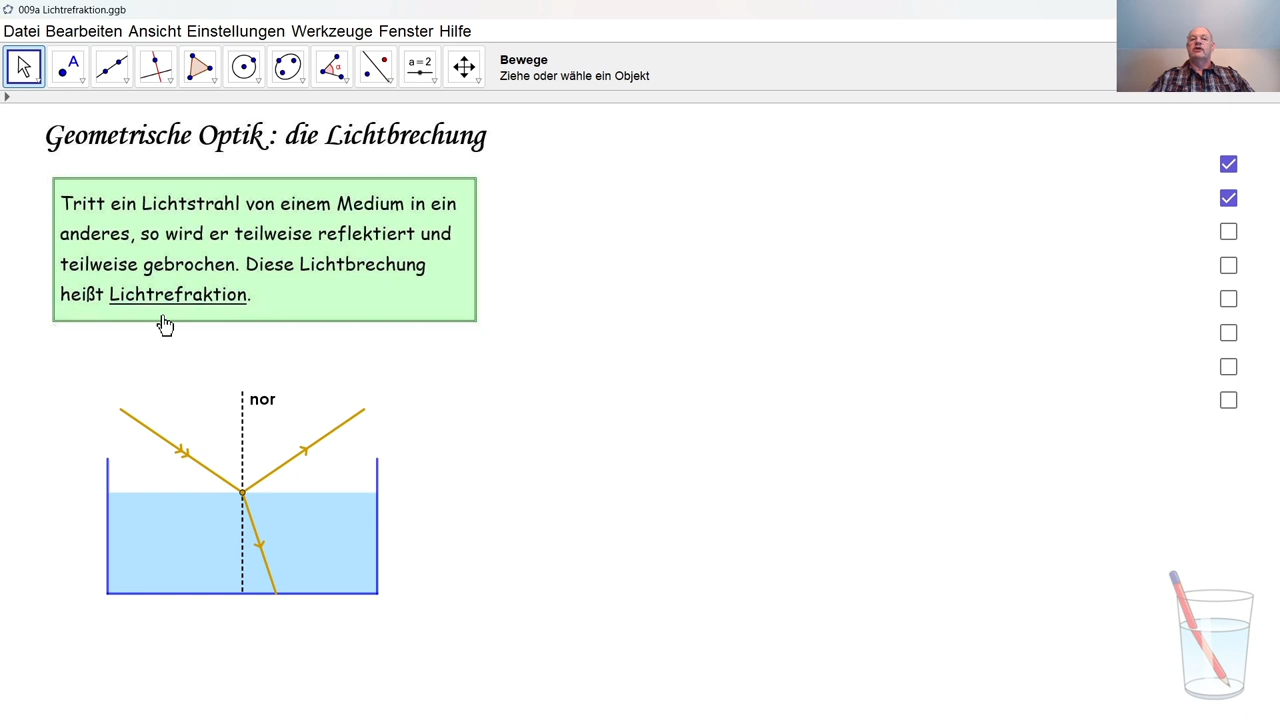 009a Lichtrefraktion.ggb
Datei Bearbeiten Ansicht Einstellungen Werkzeuge Fenster Hilfe
A
α
a=2
Bewege
Ziehe oder wähle ein Objekt
Geometrische Optik : die Lichtbrechung
Tritt ein Lichtstrahl von einem Medium in ein
anderes, so wird er teilweise reflektiert und
teilweise gebrochen. Diese Lichtbrechung
heißt Lichtrefraktion.
nor